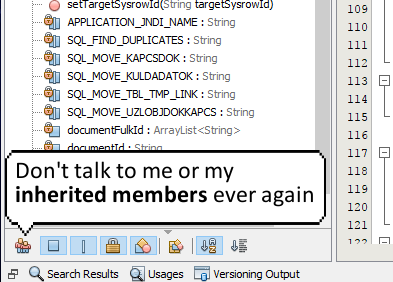 setTargetSysrowId(String targetSysrowId)
APPLICATION_JNDI_NAME : String
SQL_FIND_DUPLICATES : String
SQL_MOVE_KAPCSDOK : String
SQL_MOVE_KULDADATOK : String
SQL_MOVE_TBL_TMP_LINK : String
SQL_MOVE_UZLOBJDOKKAPCS : String
documentFulkId : ArrayList<String>
documentId : String
Don't talk to me or my
inherited members ever again
109
110
111
112
113
114
115
116
117
118
119
120
121
122
Search Results Usages Versioning Output